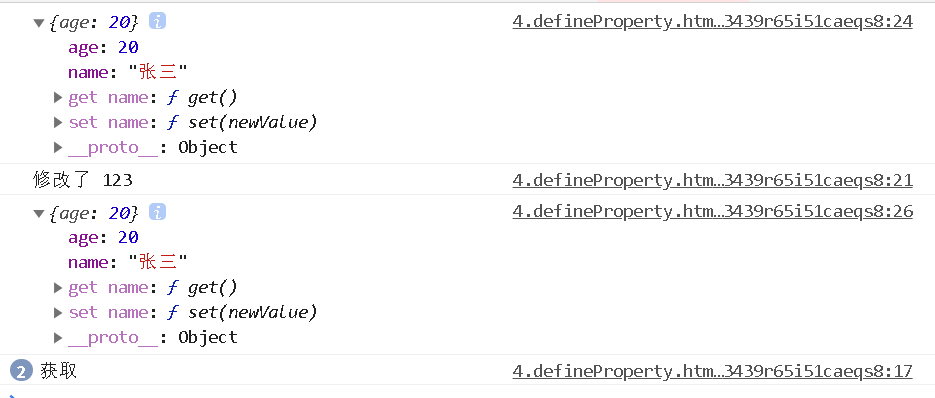 ▼{age: 20} i 4.defineProperty.htm…3439r65i51caeqs8:24
age: 20
name: "张三"
▶ get name: ƒ get()
▶ set name: ƒ set(newValue)
▶ __proto__: Object
修改了 123 4.defineProperty.htm…3439r65i51caeqs8:21
▼{age: 20} i 4.defineProperty.htm…3439r65i51caeqs8:26
age: 20
name: "张三"
▶ get name: ƒ get()
▶ set name: ƒ set(newValue)
▶ __proto__: Object
2 获取 4.defineProperty.htm…3439r65i51caeqs8:17